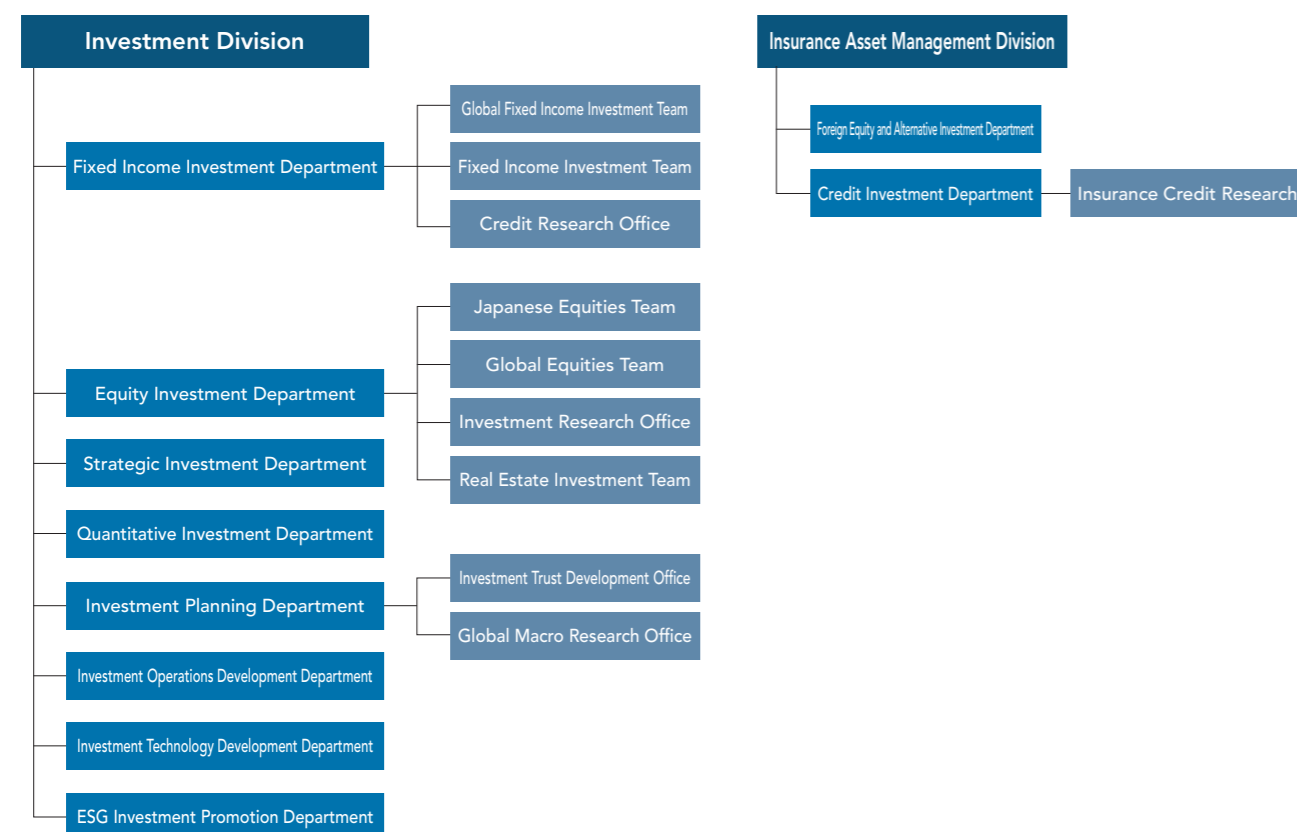 Investment Division
Fixed Income Investment Department
Global Fixed Income Investment Team
Fixed Income Investment Team
Credit Research Office
Equity Investment Department
Japanese Equities Team
Global Equities Team
Investment Research Office
Real Estate Investment Team
Strategic Investment Department
Quantitative Investment Department
Investment Planning Department
Investment Trust Development Office
Global Macro Research Office
Investment Operations Development Department
Investment Technology Development Department
ESG Investment Promotion Department
Insurance Asset Management Division
Foreign Equity and Alternative Investment Department
Credit Investment Department
Insurance Credit Research